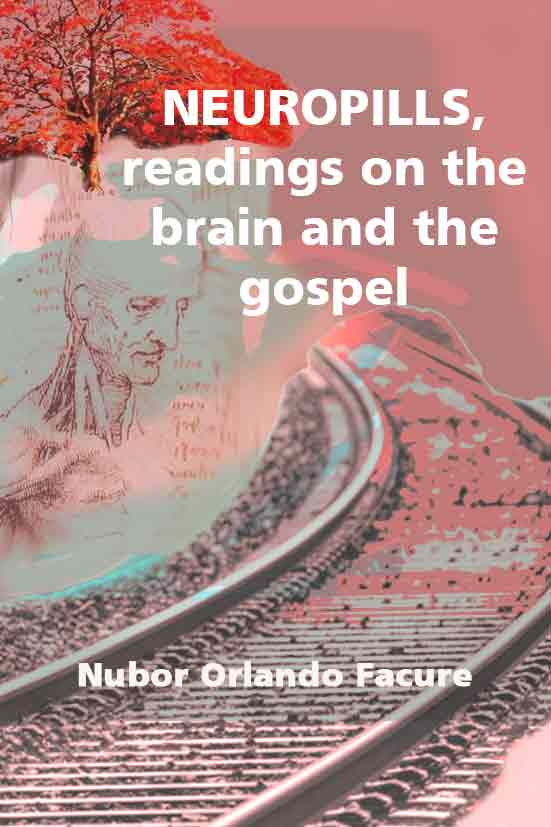 NEUROPILLS,
readings on the
brain and the
gospel
Nubor Orlando Facure